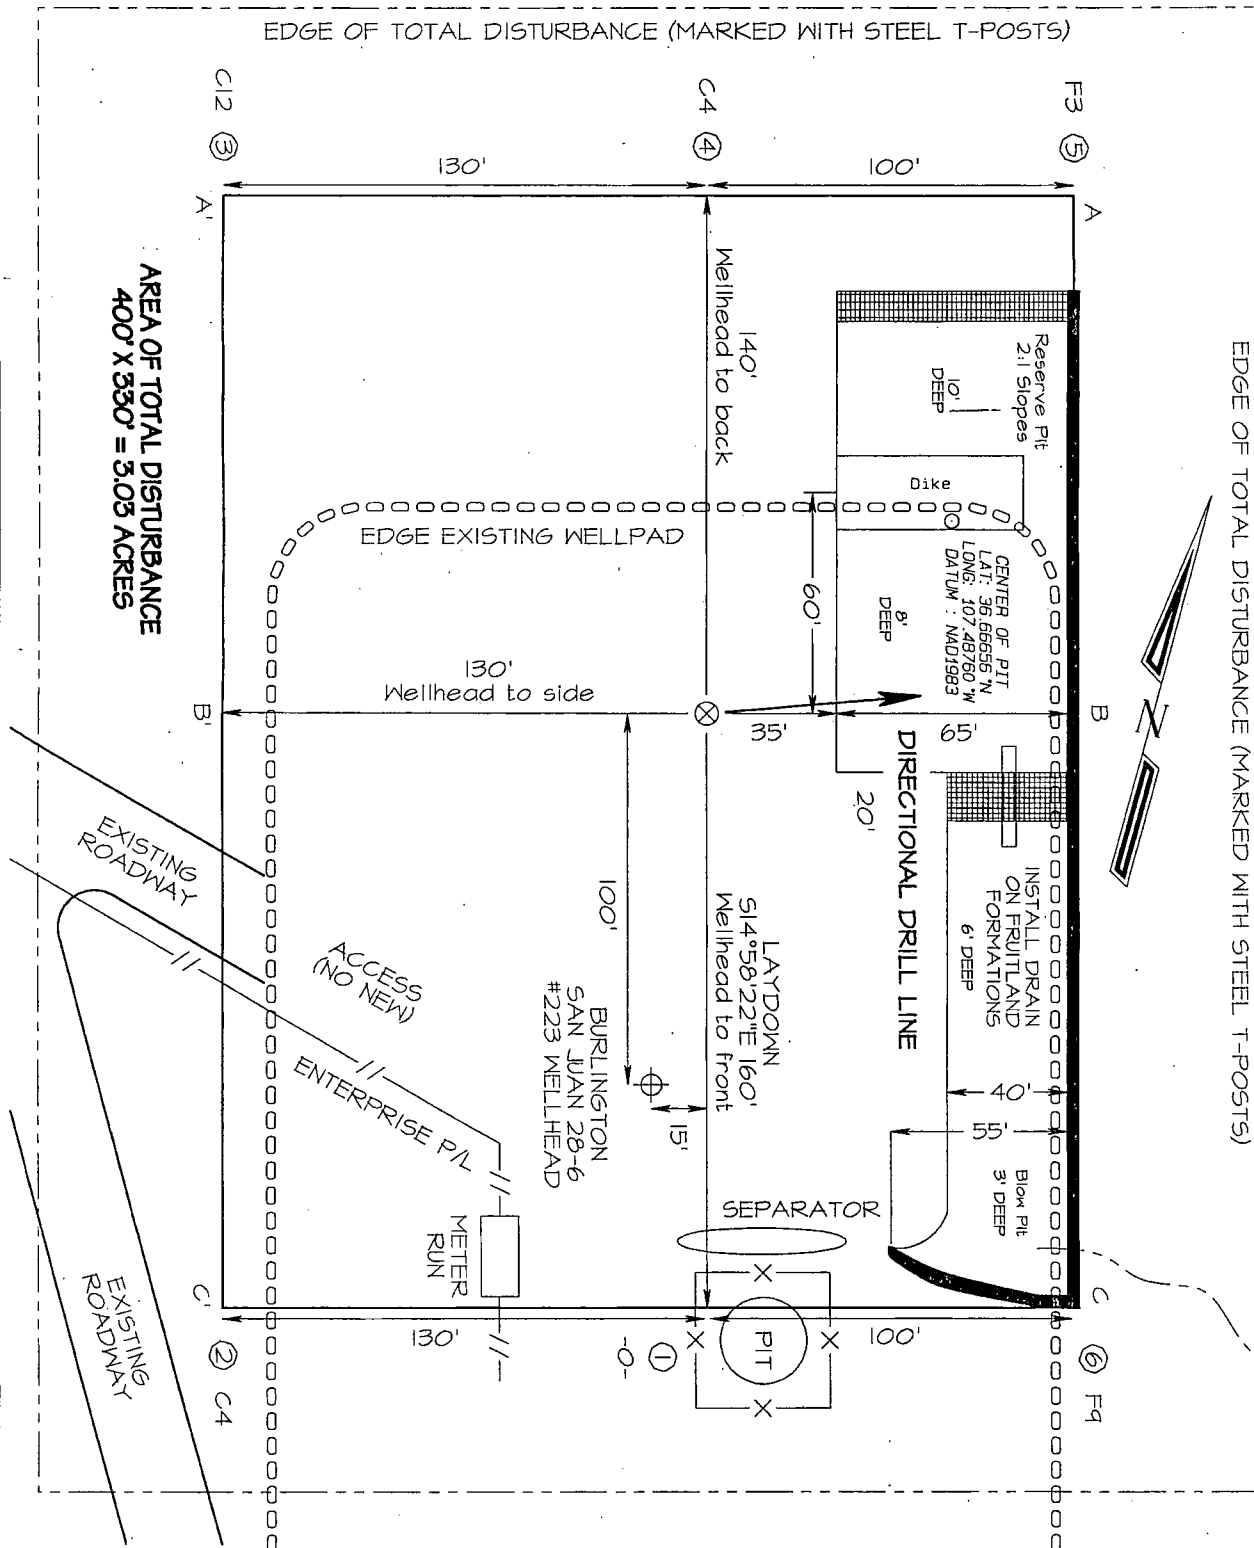 EDGE OF TOTAL DISTURBANCE (MARKED WITH STEEL T-POSTS)
C12 ③
C4 ④
F3 ⑤
130'
100'
A'
A
EDGE OF TOTAL DISTURBANCE (MARKED WITH STEEL T-POSTS)
AREA OF TOTAL DISTURBANCE
400' X 330' = 3.03 ACRES
140'
Wellhead to back
Reserve Pit
2:1 Slopes
10'
DEEP
Dike
EDGE EXISTING WELLPAD
CENTER OF PIT
LAT: 36.66656 °N
LONG: 107.48760 °W
DATUM : NAD1983
8'
DEEP
60'
130'
Wellhead to side
B'
B
35'
65'
N
20'
DIRECTIONAL DRILL LINE
INSTALL DRAIN
ON FRUITLAND
FORMATIONS
6' DEEP
EXISTING
ROADWAY
100'
LAYDOWN
S14°58'22"E 160'
Wellhead to front
ACCESS
(NO NEW)
BURLINGTON
SAN JUAN 28-6
#223 WELLHEAD
ENTERPRISE P/L
15'
40'
55'
Blow Pit
3' DEEP
SEPARATOR
METER
RUN
EXISTING
ROADWAY
C'
C
130'
100'
PIT
② C4
① -0-
⑥ F9